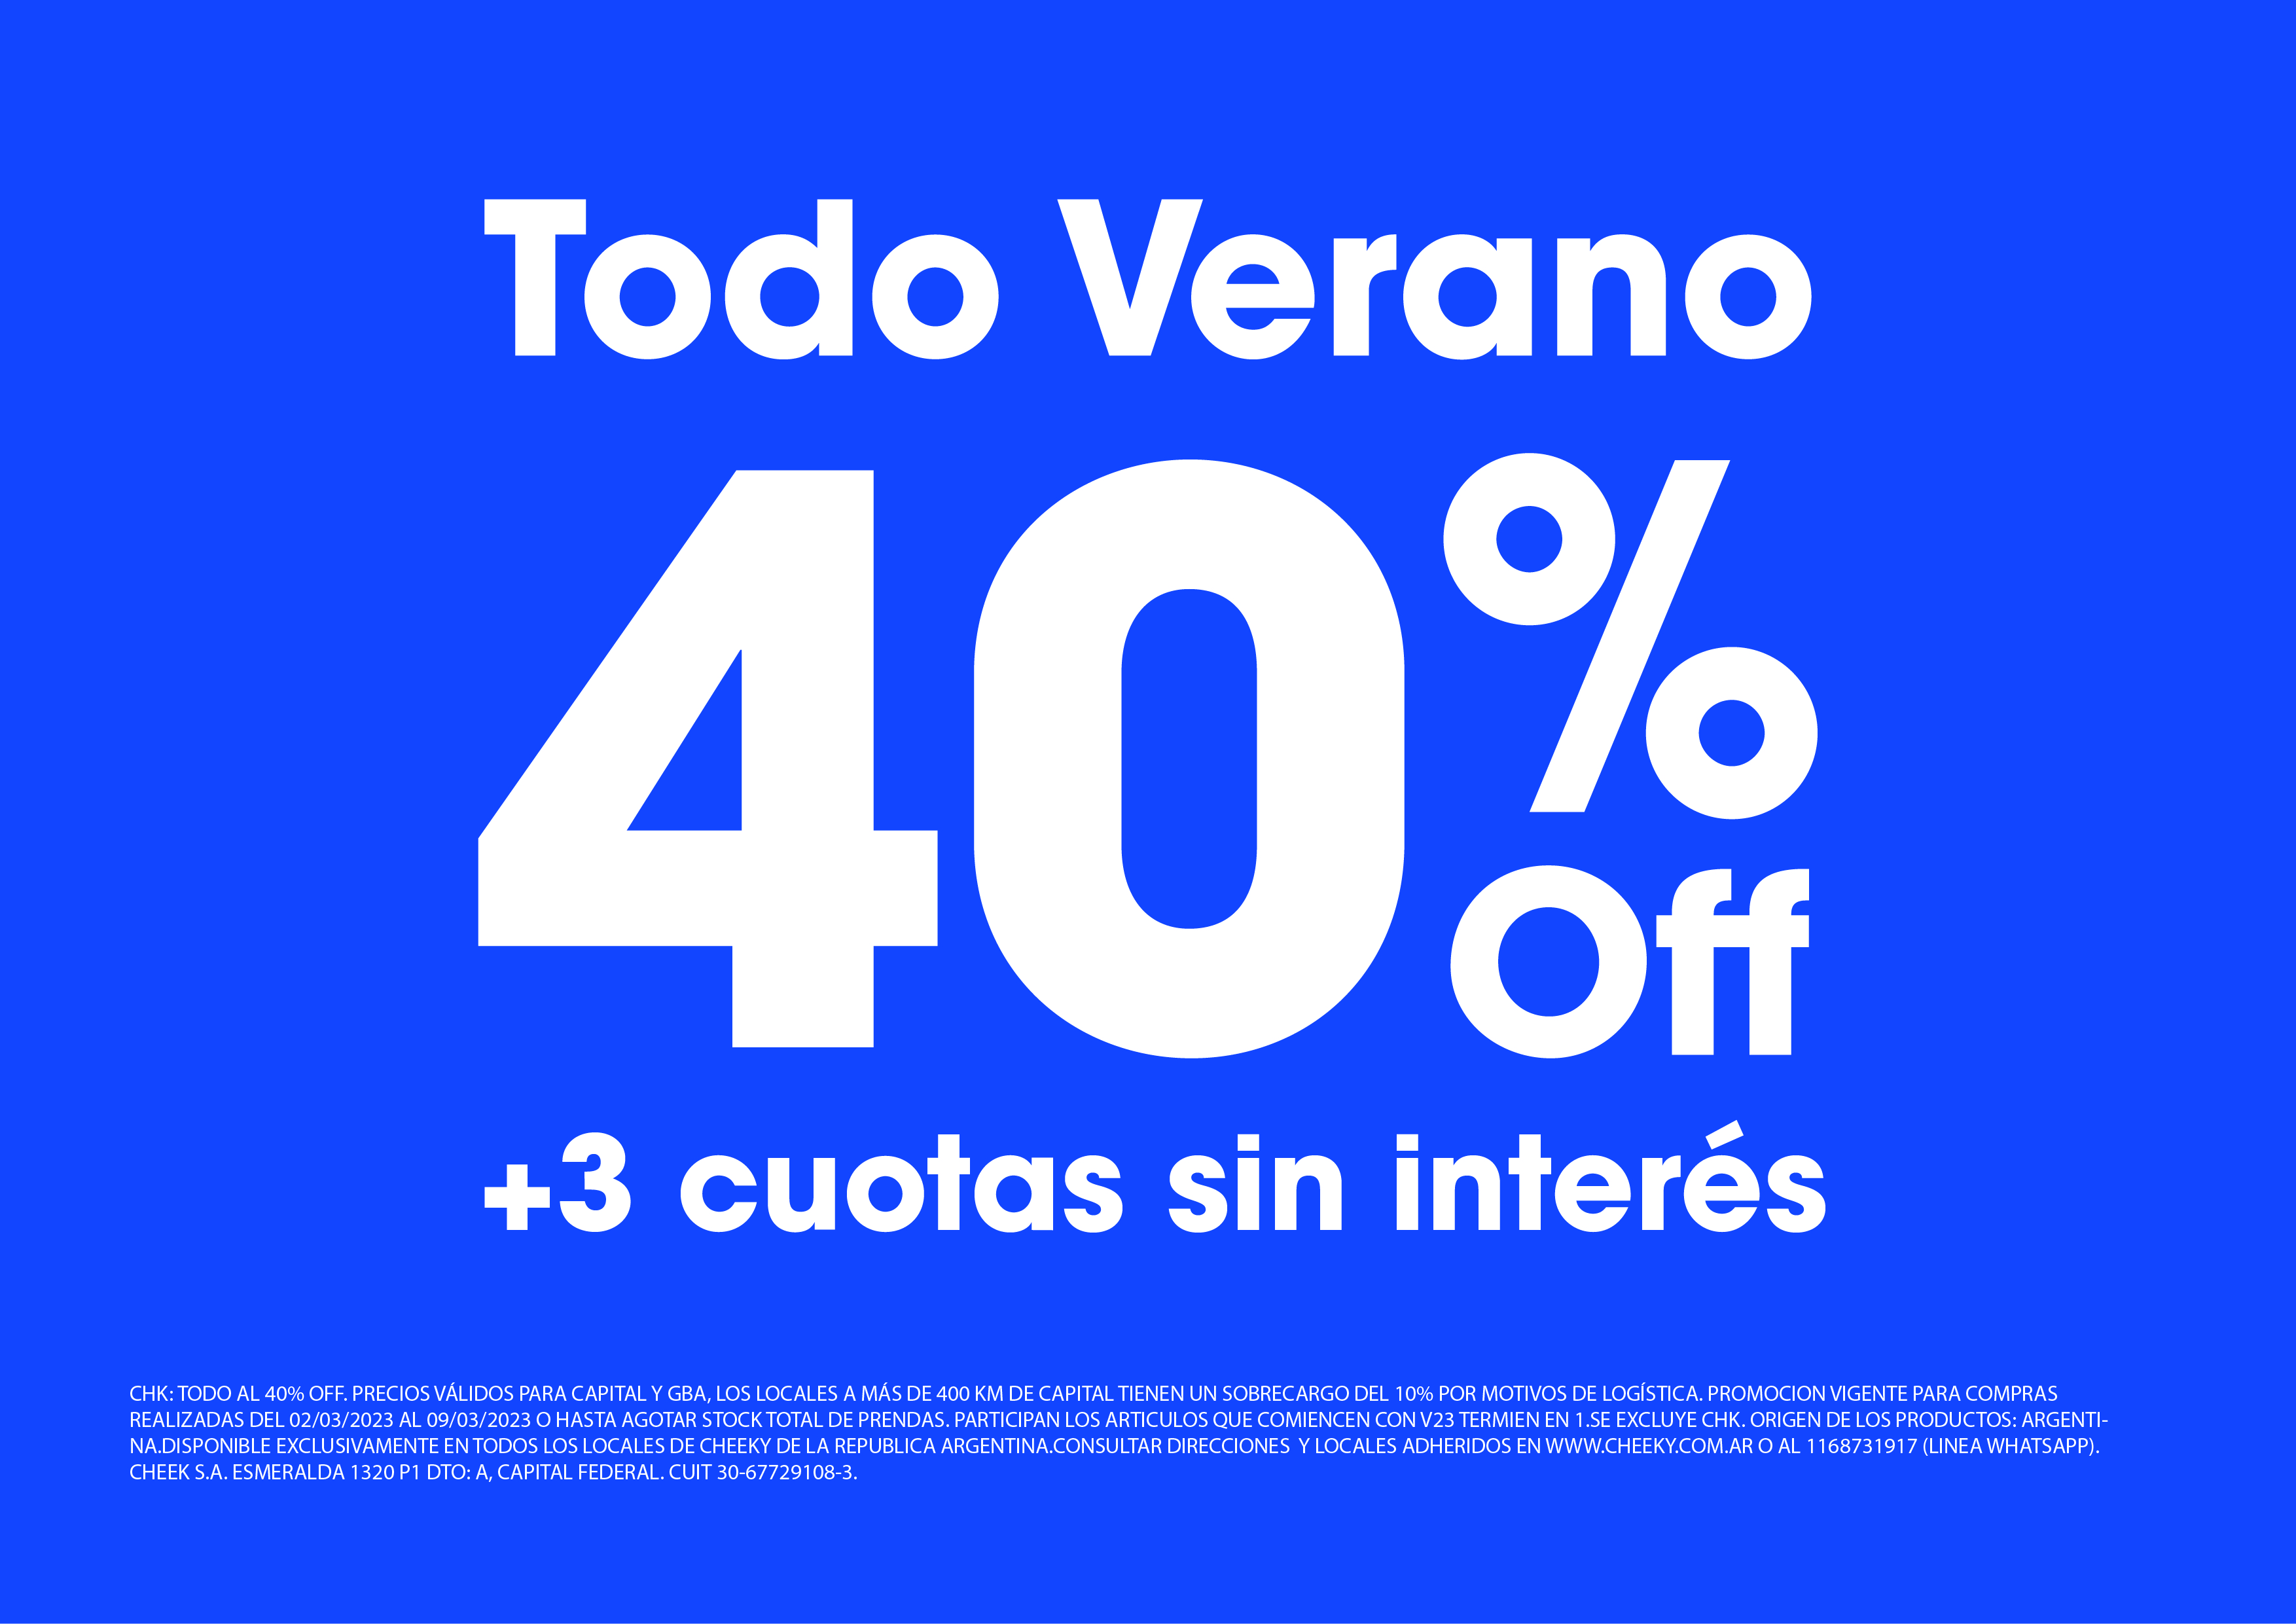 Todo Verano
40%
Off
+3 cuotas sin interés
CHK: TODO AL 40% OFF. PRECIOS VÁLIDOS PARA CAPITAL Y GBA, LOS LOCALES A MÁS DE 400 KM DE CAPITAL TIENEN UN SOBRECARGO DEL 10% POR MOTIVOS DE LOGÍSTICA. PROMOCION VIGENTE PARA COMPRAS
REALIZADAS DEL 02/03/2023 AL 09/03/2023 O HASTA AGOTAR STOCK TOTAL DE PRENDAS. PARTICIPAN LOS ARTICULOS QUE COMIENCEN CON V23 TERMIEN EN 1.SE EXCLUYE CHK. ORIGEN DE LOS PRODUCTOS: ARGENTI-
NA.DISPONIBLE EXCLUSIVAMENTE EN TODOS LOS LOCALES DE CHEEKY DE LA REPUBLICA ARGENTINA.CONSULTAR DIRECCIONES  Y LOCALES ADHERIDOS EN WWW.CHEEKY.COM.AR O AL 1168731917 (LINEA WHATSAPP).
CHEEK S.A. ESMERALDA 1320 P1 DTO: A, CAPITAL FEDERAL. CUIT 30-67729108-3.